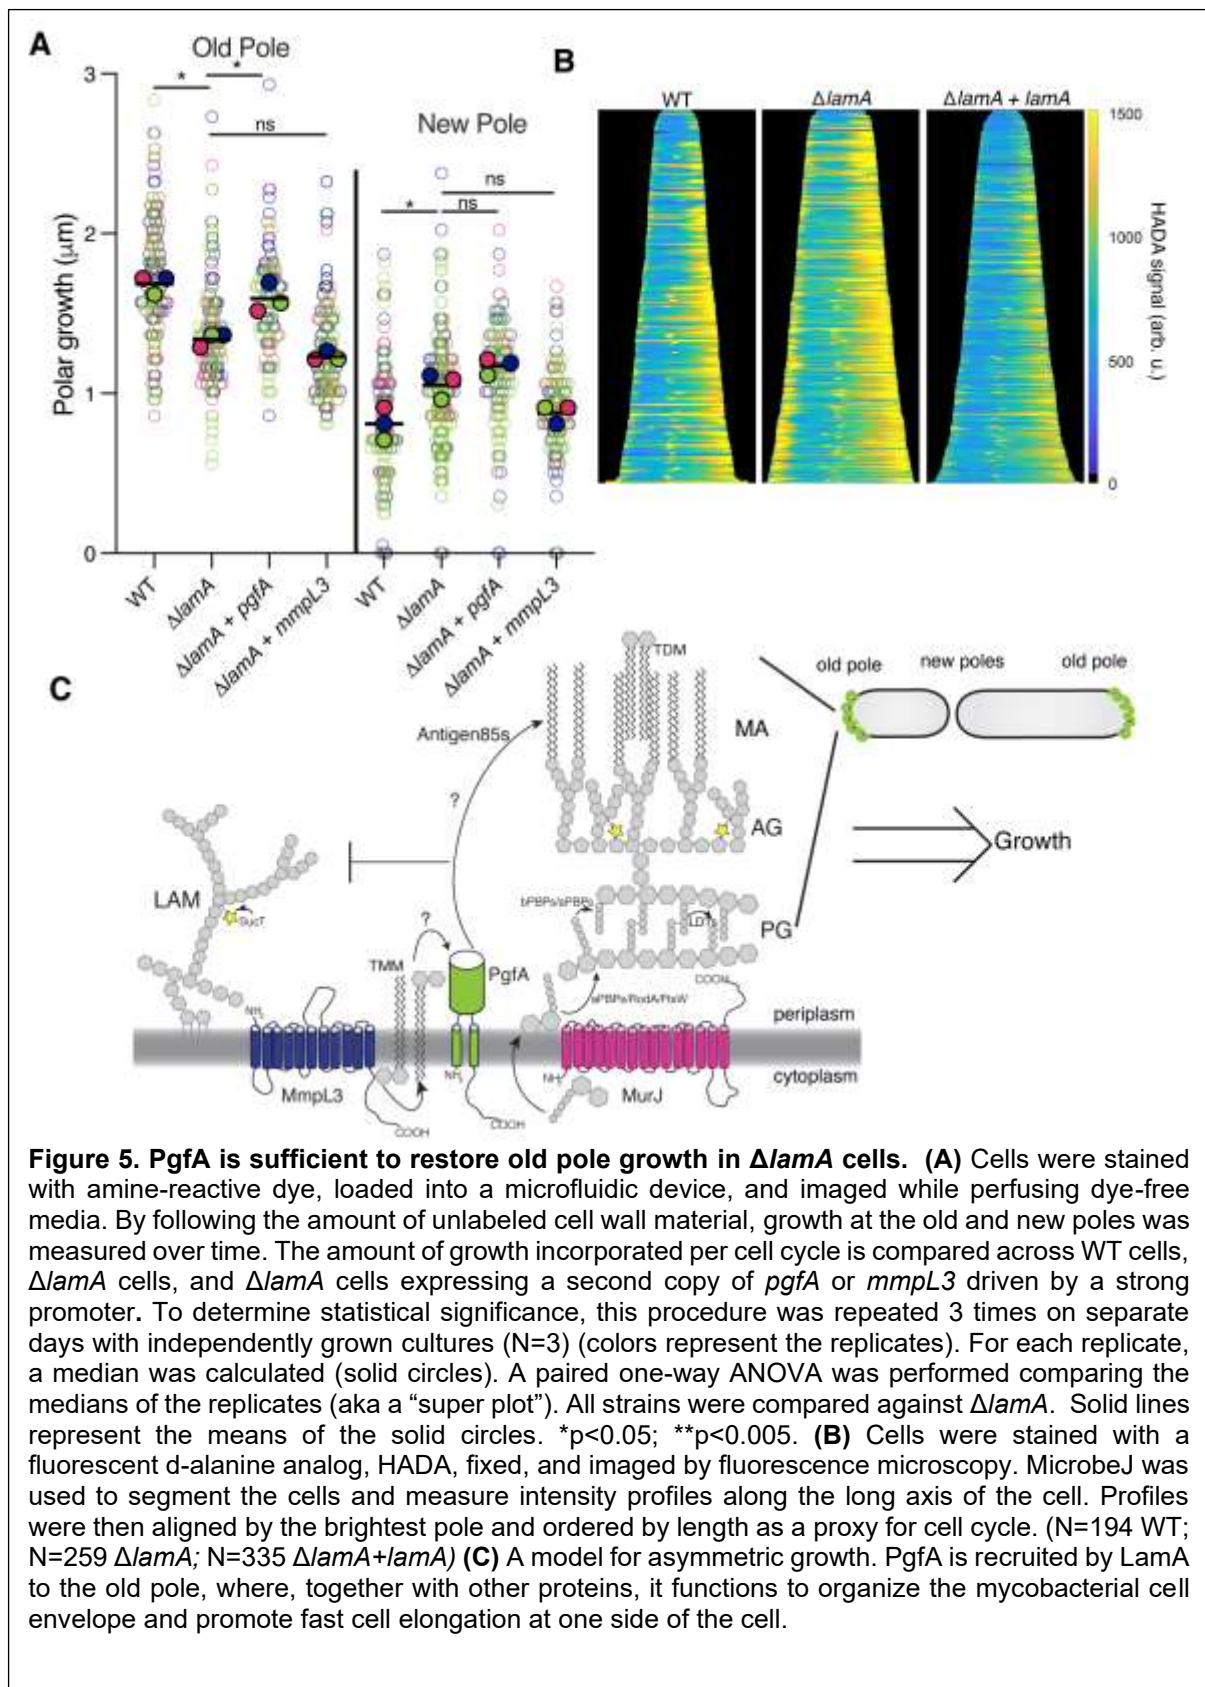 A
Old Pole
*
*
ns
New Pole
ns
*
ns
3
2
1
0
Polar growth (μm)
WT
ΔlamA
ΔlamA + pgfA
ΔlamA + mmpL3
WT
ΔlamA
ΔlamA + pgfA
ΔlamA + mmpL3
B
WT
ΔlamA
ΔlamA + lamA
1500
1000
500
0
HADA signal (arb. u.)
C
TDM
old pole
new poles
old pole
Antigen85s
MA
?
AG
Growth
LAM
SucT
bPBPs/aPBPs
LDTs
PG
?
TMM
PgfA
COOH
aPBPs/RodA/FtsW
NH2
periplasm
cytoplasm
MmpL3
NH2
NH2
MurJ
COOH
COOH
Figure 5. PgfA is sufficient to restore old pole growth in ΔlamA cells. (A) Cells were stained
with amine-reactive dye, loaded into a microfluidic device, and imaged while perfusing dye-free
media. By following the amount of unlabeled cell wall material, growth at the old and new poles was
measured over time. The amount of growth incorporated per cell cycle is compared across WT cells,
ΔlamA cells, and ΔlamA cells expressing a second copy of pgfA or mmpL3 driven by a strong
promoter. To determine statistical significance, this procedure was repeated 3 times on separate
days with independently grown cultures (N=3) (colors represent the replicates). For each replicate,
a median was calculated (solid circles). A paired one-way ANOVA was performed comparing the
medians of the replicates (aka a “super plot”). All strains were compared against ΔlamA. Solid lines
represent the means of the solid circles. *p<0.05; **p<0.005. (B) Cells were stained with a
fluorescent d-alanine analog, HADA, fixed, and imaged by fluorescence microscopy. MicrobeJ was
used to segment the cells and measure intensity profiles along the long axis of the cell. Profiles
were then aligned by the brightest pole and ordered by length as a proxy for cell cycle. (N=194 WT;
N=259 ΔlamA; N=335 ΔlamA+lamA) (C) A model for asymmetric growth. PgfA is recruited by LamA
to the old pole, where, together with other proteins, it functions to organize the mycobacterial cell
envelope and promote fast cell elongation at one side of the cell.